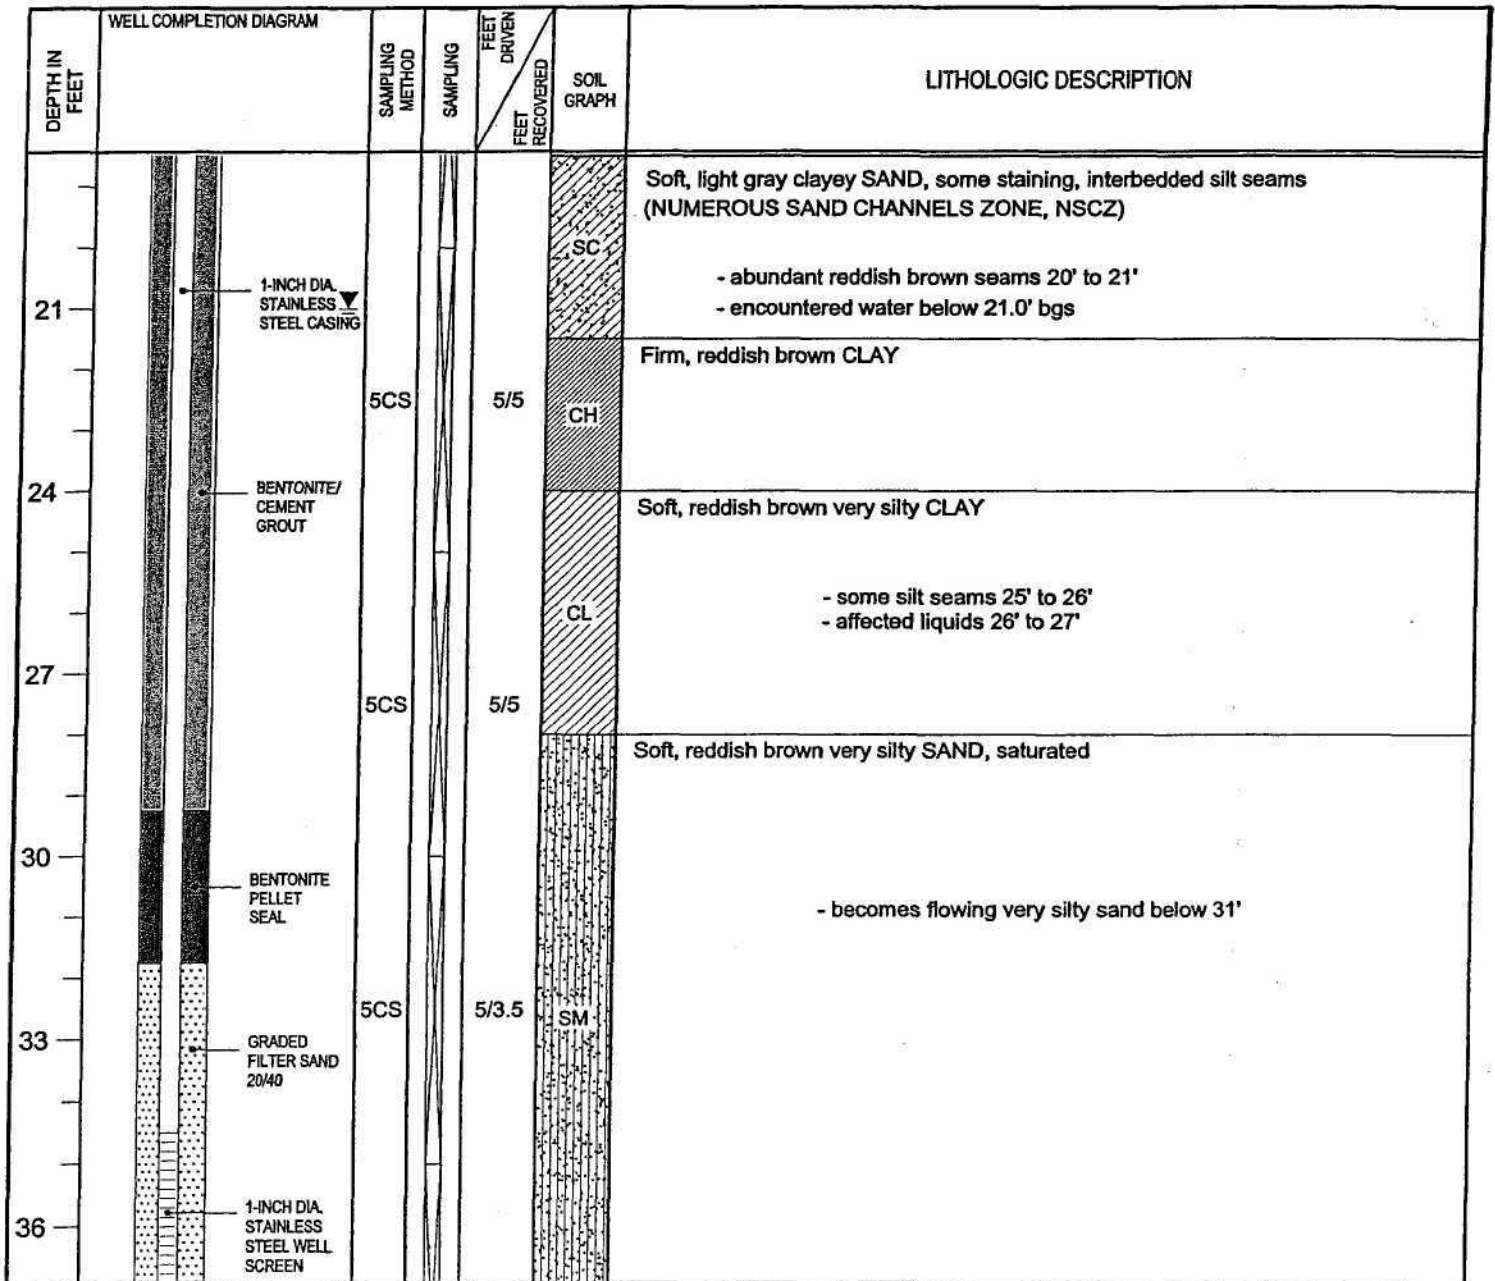 WELL COMPLETION DIAGRAM
DEPTH IN
FEET
SAMPLING
METHOD
SAMPLING
FEET
DRIVEN
FEET
RECOVERED
SOIL
GRAPH
LITHOLOGIC DESCRIPTION
Soft, light gray clayey SAND, some staining, interbedded silt seams
(NUMEROUS SAND CHANNELS ZONE, NSCZ)
SC
- abundant reddish brown seams 20' to 21'
- encountered water below 21.0' bgs
1-INCH DIA.
STAINLESS
STEEL CASING
21
Firm, reddish brown CLAY
5CS
5/5
CH
24
BENTONITE/
CEMENT
GROUT
Soft, reddish brown very silty CLAY
- some silt seams 25' to 26'
- affected liquids 26' to 27'
CL
27
5CS
5/5
Soft, reddish brown very silty SAND, saturated
30
BENTONITE
PELLET
SEAL
- becomes flowing very silty sand below 31'
5CS
5/3.5
SM
33
GRADED
FILTER SAND
20/40
36
1-INCH DIA.
STAINLESS
STEEL WELL
SCREEN